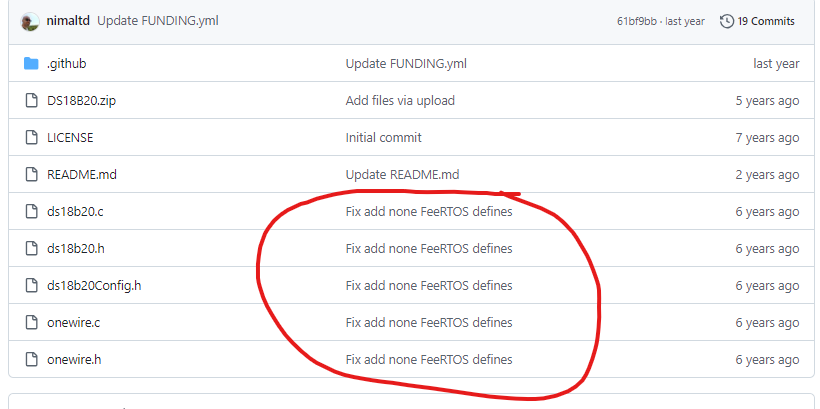 nimaltd Update FUNDING.yml 61bf9bb · last year 19 Commits
.github Update FUNDING.yml last year
DS18B20.zip Add files via upload 5 years ago
LICENSE Initial commit 7 years ago
README.md Update README.md 2 years ago
ds18b20.c Fix add none FeeRTOS defines 6 years ago
ds18b20.h Fix add none FeeRTOS defines 6 years ago
ds18b20Config.h Fix add none FeeRTOS defines 6 years ago
onewire.c Fix add none FeeRTOS defines 6 years ago
onewire.h Fix add none FeeRTOS defines 6 years ago